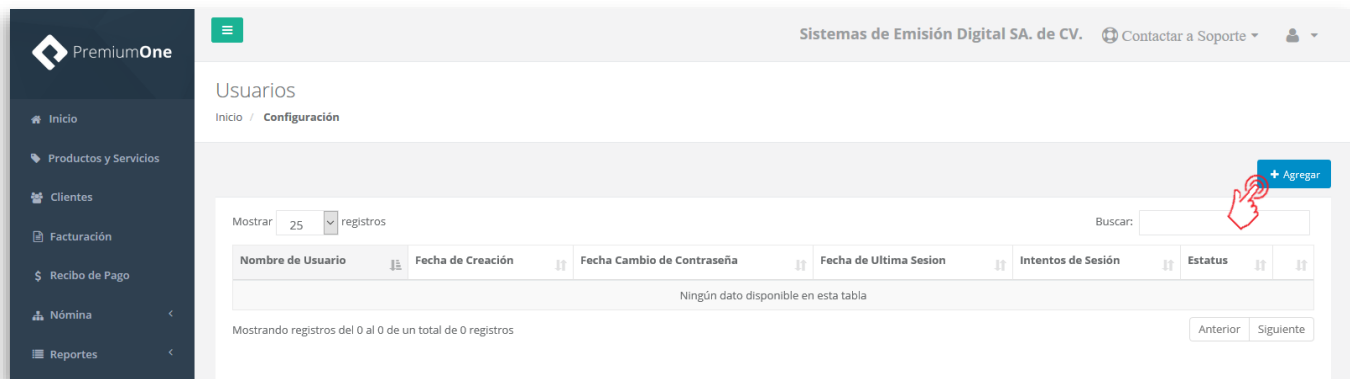 PremiumOne
Sistemas de Emisión Digital SA. de CV. Contactar a Soporte
Usuarios
Inicio / Configuración
Inicio
Productos y Servicios
Clientes
Facturación
Recibo de Pago
Nómina
Reportes
+ Agregar
Mostrar 25 registros
Buscar:
Nombre de Usuario Fecha de Creación Fecha Cambio de Contraseña Fecha de Ultima Sesion Intentos de Sesión Estatus
Ningún dato disponible en esta tabla
Mostrando registros del 0 al 0 de un total de 0 registros
Anterior Siguiente